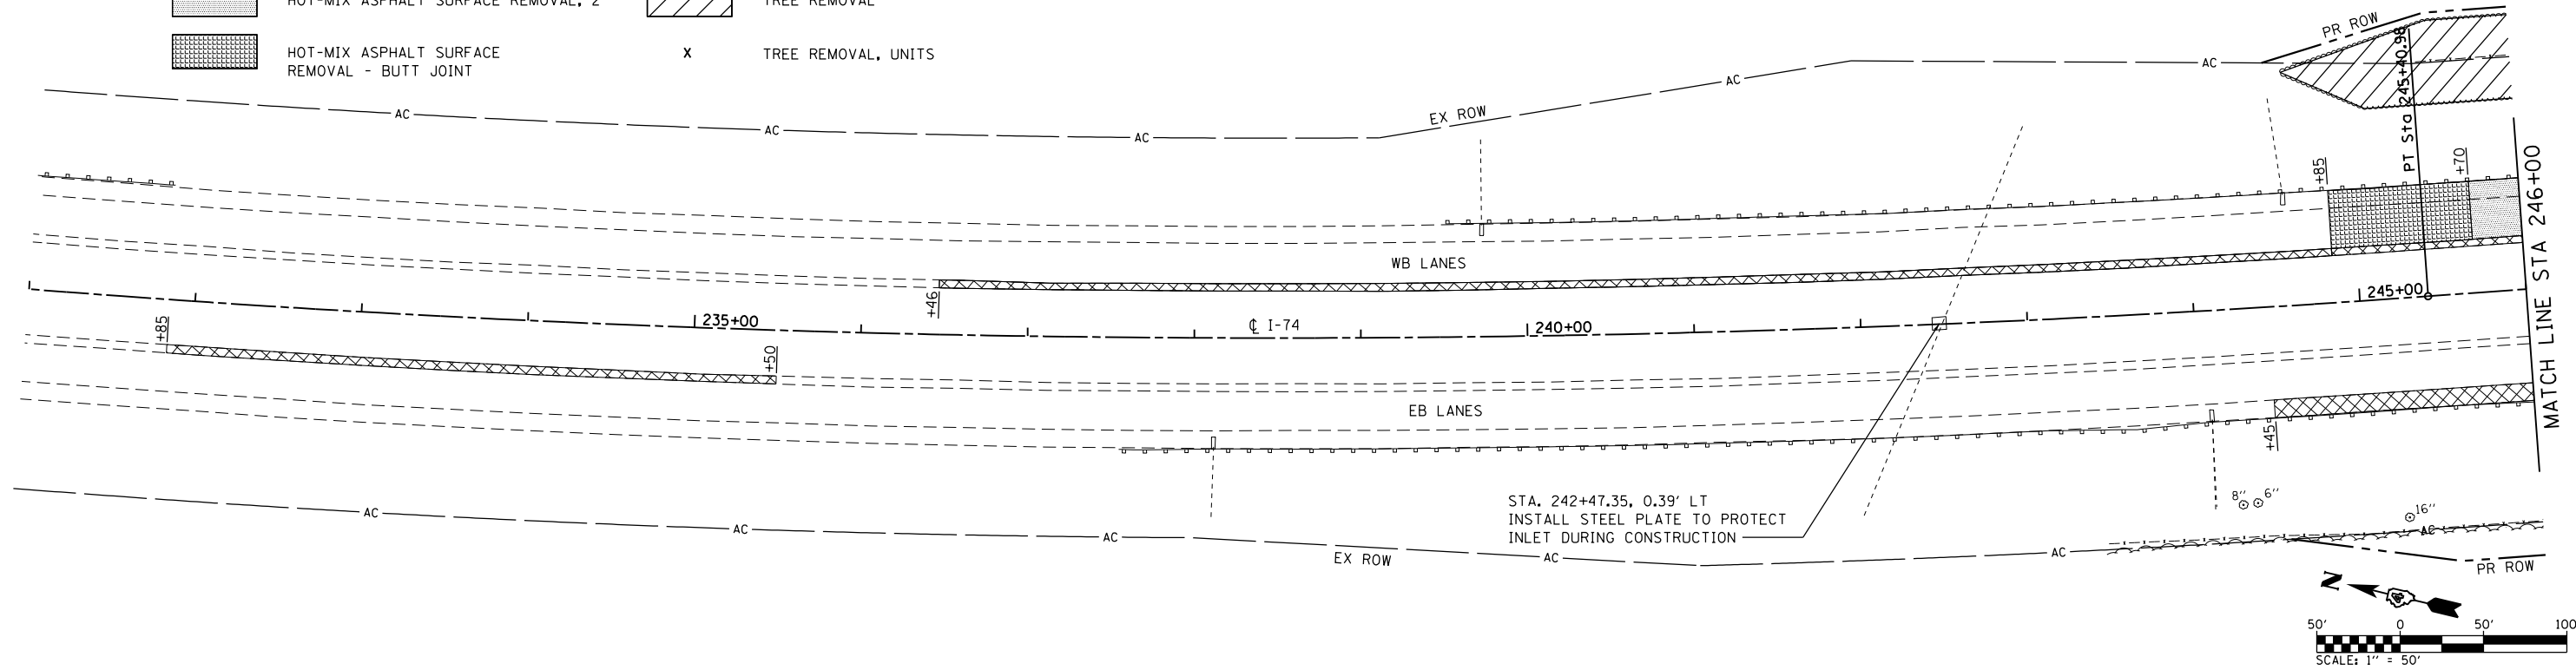 HOT-MIX ASPHALT SURFACE REMOVAL, 2"
TREE REMOVAL
HOT-MIX ASPHALT SURFACE
REMOVAL - BUTT JOINT
X
TREE REMOVAL, UNITS
PR ROW
AC
AC
AC
AC
EX ROW
AC
PT Sta 245+40.98
+85
+70
MATCH LINE STA 246+00
WB LANES
+46
+85
235+00
℄ I-74
240+00
245+00
+50
EB LANES
+45
STA. 242+47.35, 0.39' LT
INSTALL STEEL PLATE TO PROTECT
INLET DURING CONSTRUCTION
8"
6"
16"
AC
AC
AC
AC
EX ROW
AC
AC
AC
PR ROW
N
50'
0
50'
100
SCALE: 1" = 50'